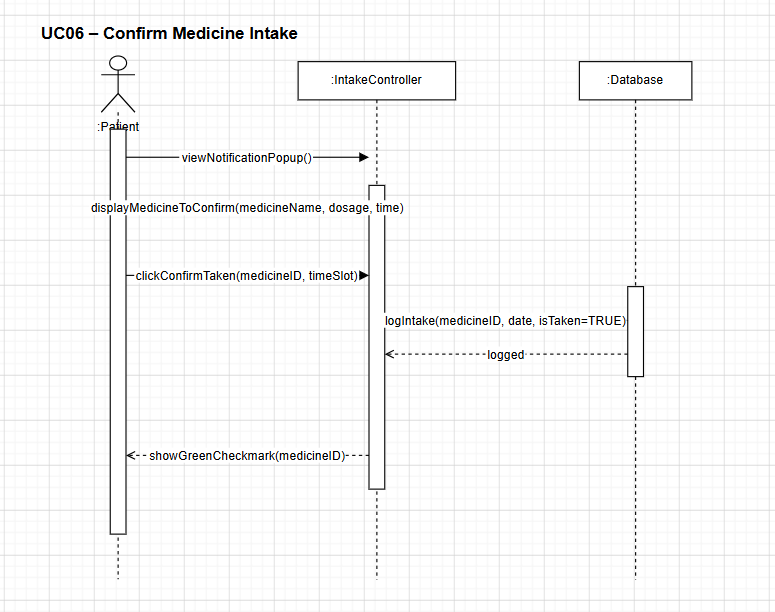 UC06 – Confirm Medicine Intake
:IntakeController
:Database
:Patient
viewNotificationPopup()
displayMedicineToConfirm(medicineName, dosage, time)
clickConfirmTaken(medicineID, timeSlot)
logIntake(medicineID, date, isTaken=TRUE)
logged
showGreenCheckmark(medicineID)